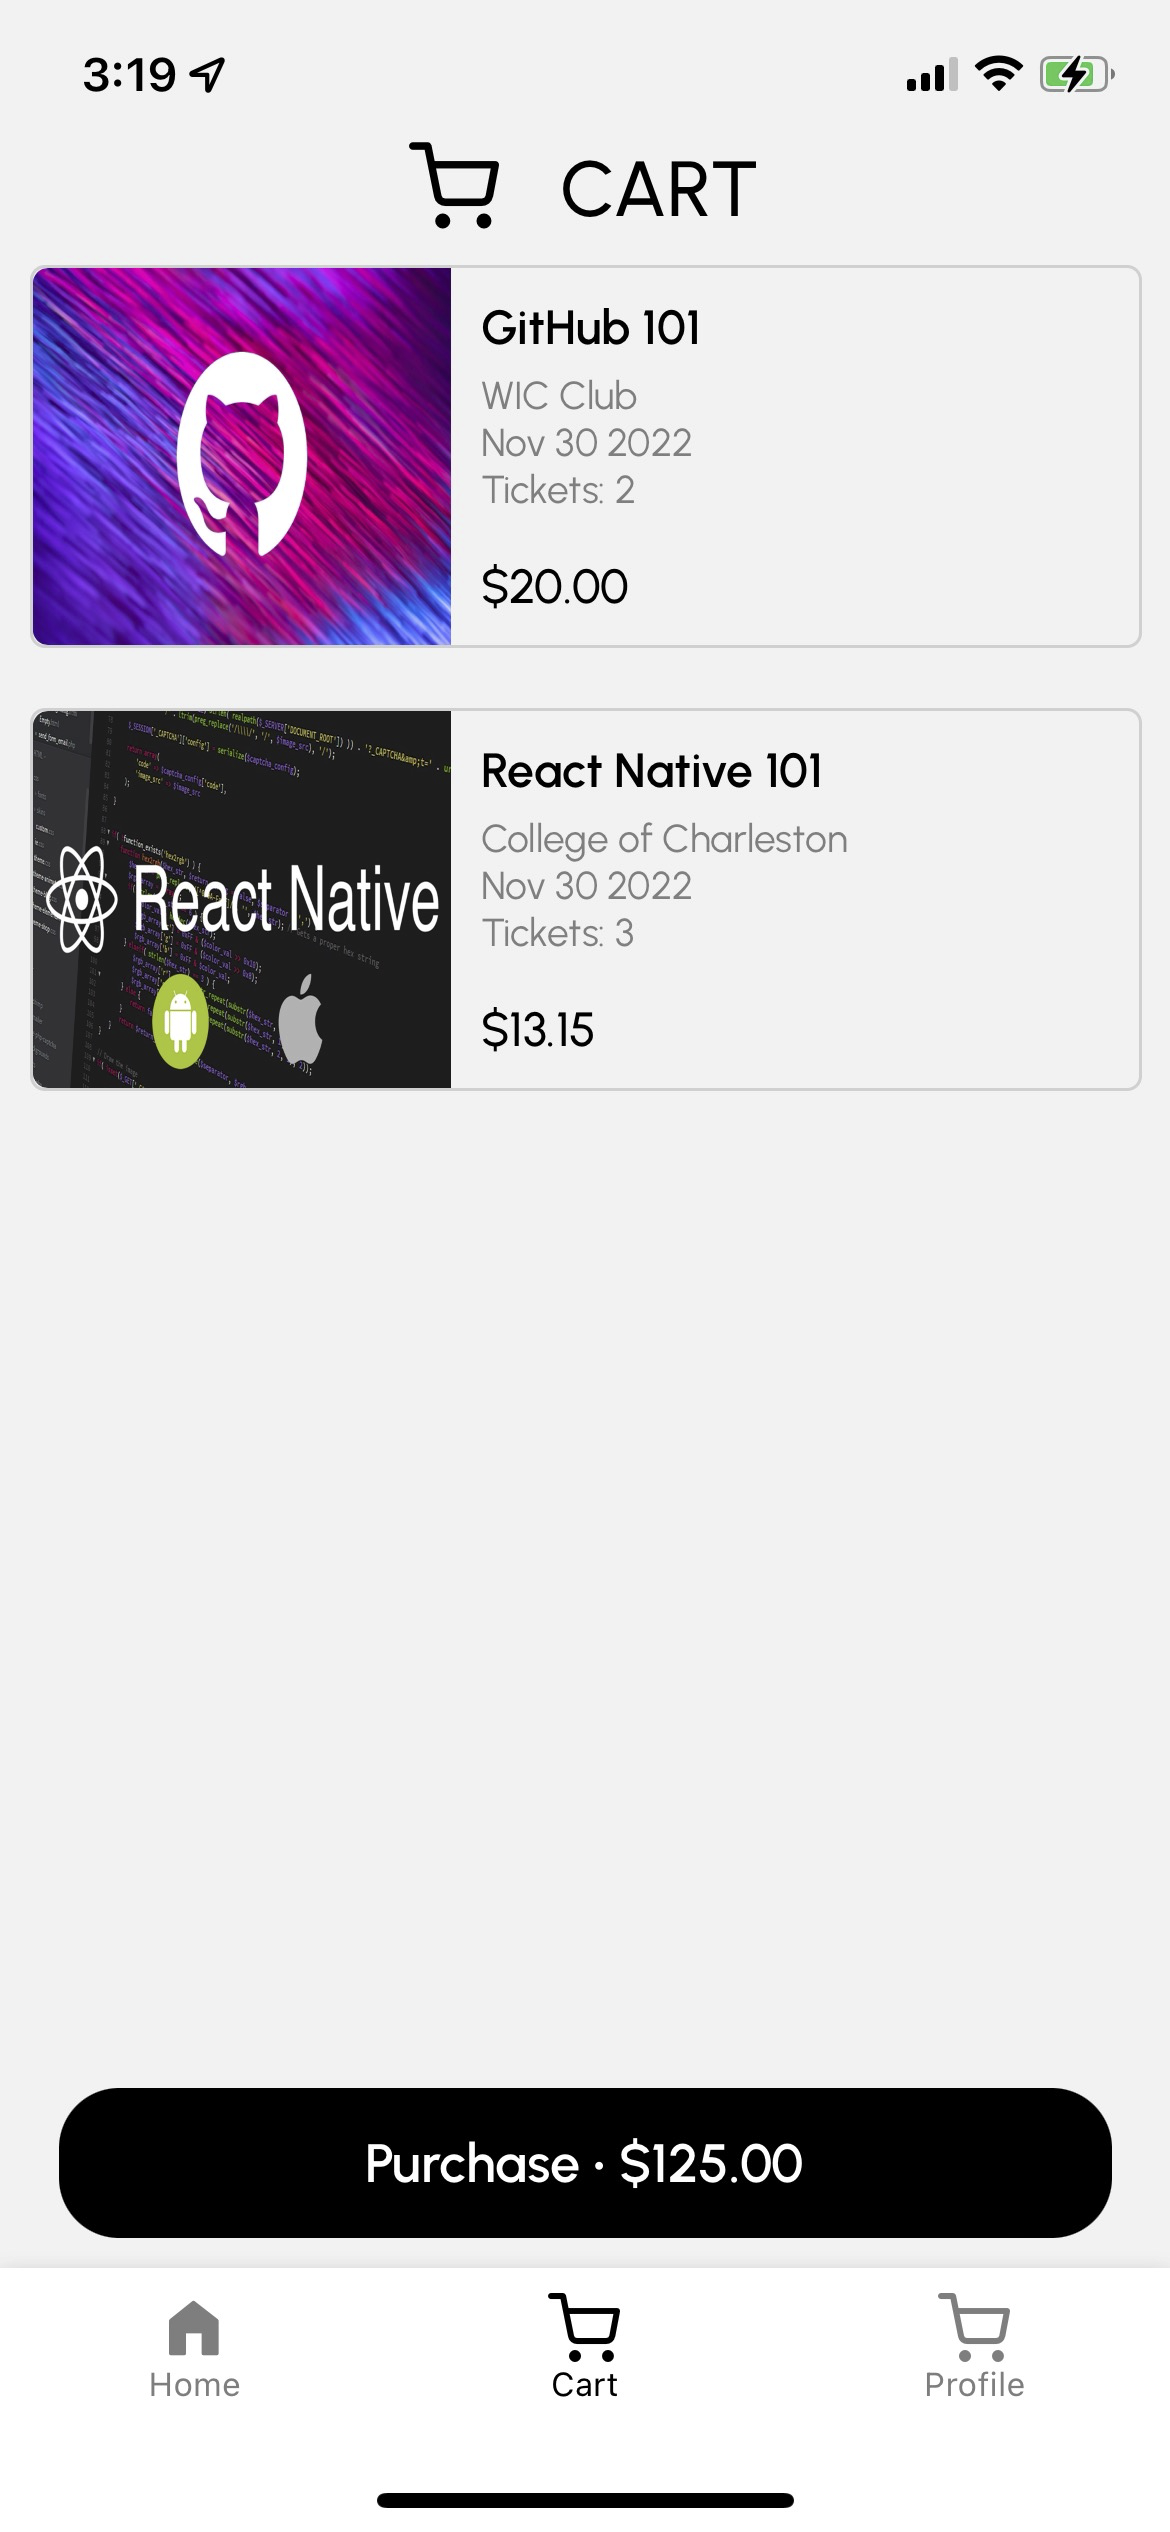 3:19
CART
GitHub 101
WIC Club
Nov 30 2022
Tickets: 2
$20.00
React Native
React Native 101
College of Charleston
Nov 30 2022
Tickets: 3
$13.15
Purchase · $125.00
Home
Cart
Profile